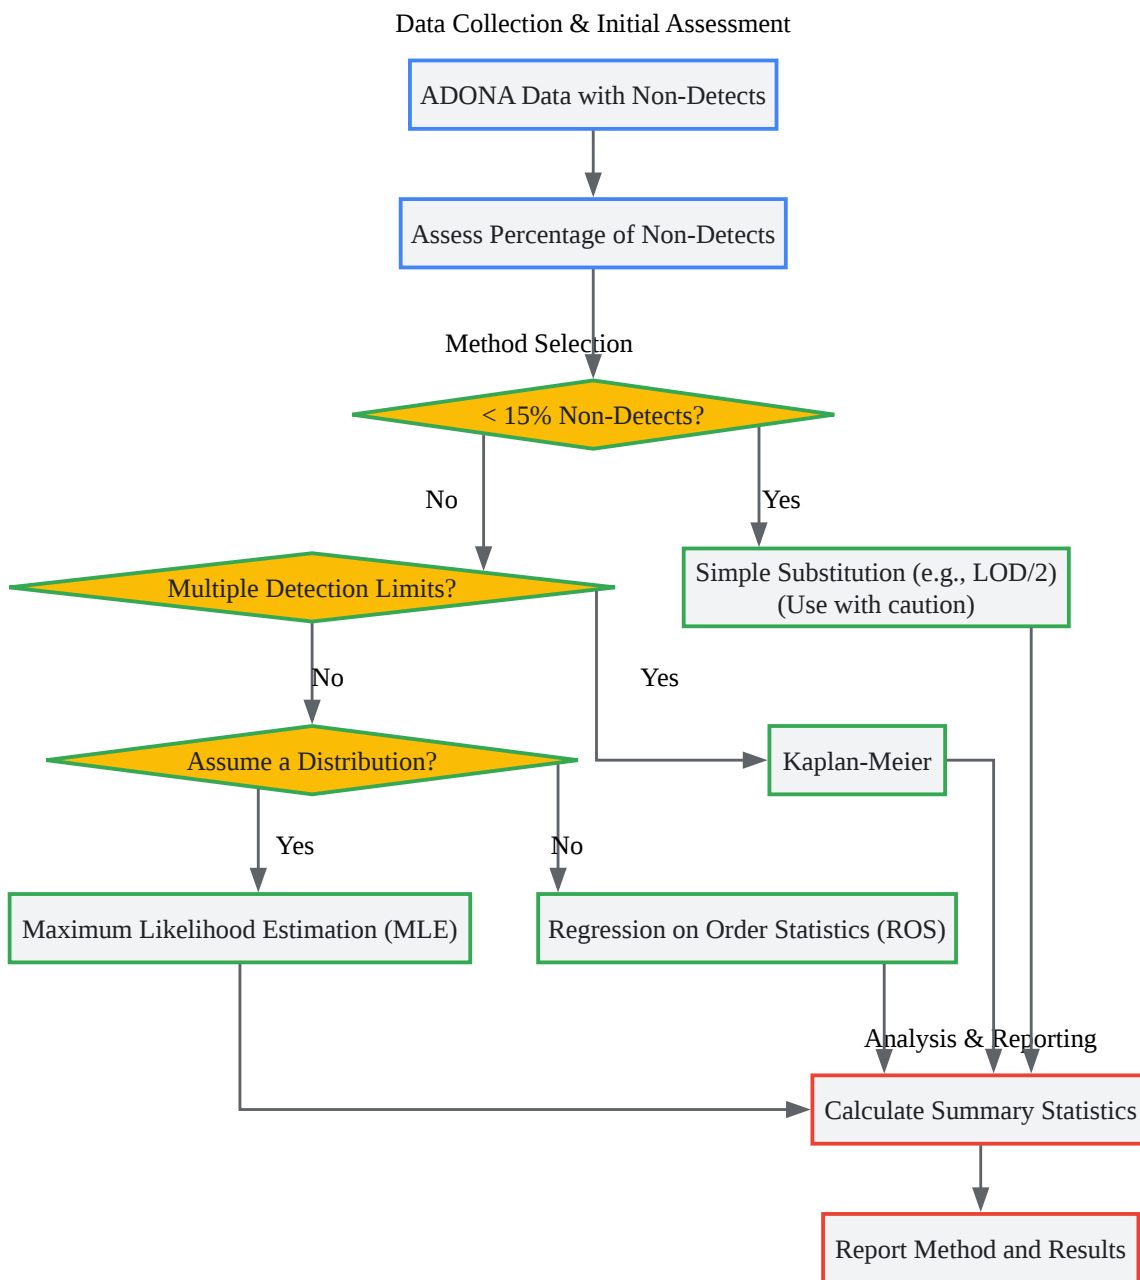 Data Collection & Initial Assessment
ADONA Data with Non-Detects
Assess Percentage of Non-Detects
Method Selection
< 15% Non-Detects?
No
Yes
Multiple Detection Limits?
Simple Substitution (e.g., LOD/2)
(Use with caution)
No
Yes
Assume a Distribution?
Kaplan-Meier
Yes
No
Maximum Likelihood Estimation (MLE)
Regression on Order Statistics (ROS)
Analysis & Reporting
Calculate Summary Statistics
Report Method and Results